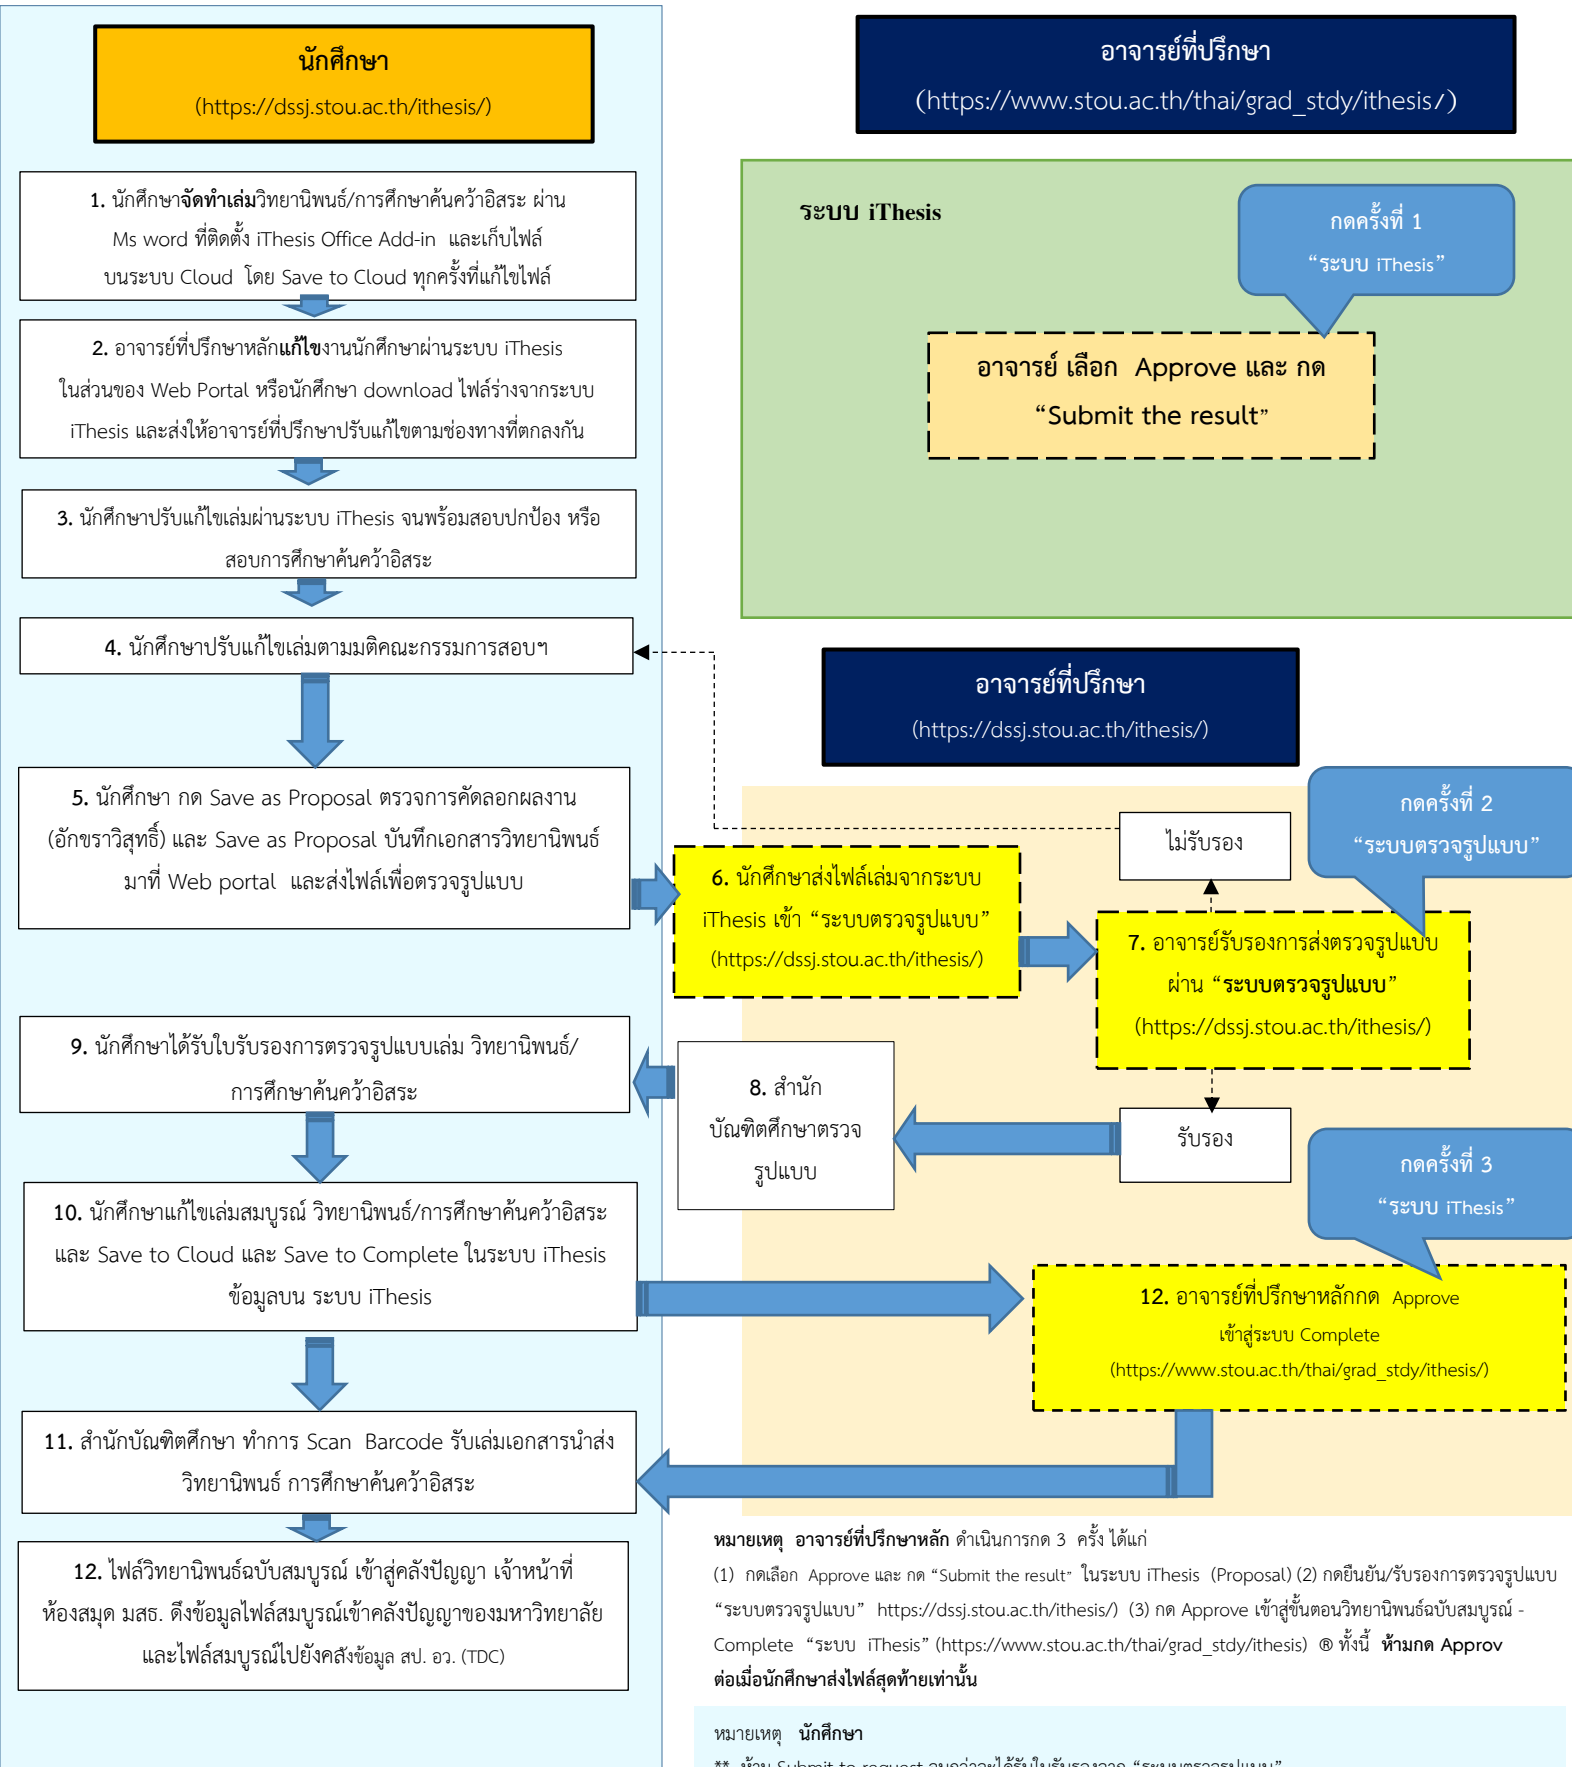 นักศึกษา
(https://dssj.stou.ac.th/ithesis/)
1. นักศึกษาจัดทำเล่มวิทยานิพนธ์/การศึกษาค้นคว้าอิสระ ผ่าน
Ms word ที่ติดตั้ง iThesis Office Add-in และเก็บไฟล์
บนระบบ Cloud โดย Save to Cloud ทุกครั้งที่แก้ไขไฟล์
2. อาจารย์ที่ปรึกษาหลักแก้ไขงานนักศึกษาผ่านระบบ iThesis
ในส่วนของ Web Portal หรือนักศึกษา download ไฟล์ร่างจากระบบ
iThesis และส่งให้อาจารย์ที่ปรึกษาปรับแก้ไขตามช่องทางที่ตกลงกัน
3. นักศึกษาปรับแก้ไขเล่มผ่านระบบ iThesis จนพร้อมสอบปกป้อง หรือ
สอบการศึกษาค้นคว้าอิสระ
4. นักศึกษาปรับแก้ไขเล่มตามมติคณะกรรมการสอบฯ
5. นักศึกษา กด Save as Proposal ตรวจการคัดลอกผลงาน
(อักขราวิสุทธิ์) และ Save as Proposal บันทึกเอกสารวิทยานิพนธ์
มาที่ Web portal และส่งไฟล์เพื่อตรวจรูปแบบ
อาจารย์ที่ปรึกษา
(https://www.stou.ac.th/thai/grad_stdy/ithesis/)
ระบบ iThesis
กดครั้งที่ 1
“ระบบ iThesis”
อาจารย์ เลือก Approve และ กด
“Submit the result”
อาจารย์ที่ปรึกษา
(https://dssj.stou.ac.th/ithesis/)
กดครั้งที่ 2
“ระบบตรวจรูปแบบ”
ไม่รับรอง
6. นักศึกษาส่งไฟล์เล่มจากระบบ
iThesis เข้า “ระบบตรวจรูปแบบ”
(https://dssj.stou.ac.th/ithesis/)
7. อาจารย์รับรองการส่งตรวจรูปแบบ
ผ่าน “ระบบตรวจรูปแบบ”
(https://dssj.stou.ac.th/ithesis/)
รับรอง
8. สำนัก
บัณฑิตศึกษาตรวจ
รูปแบบ
9. นักศึกษาได้รับใบรับรองการตรวจรูปแบบเล่ม วิทยานิพนธ์/
การศึกษาค้นคว้าอิสระ
10. นักศึกษาแก้ไขเล่มสมบูรณ์ วิทยานิพนธ์/การศึกษาค้นคว้าอิสระ
และ Save to Cloud และ Save to Complete ในระบบ iThesis
ข้อมูลบน ระบบ iThesis
กดครั้งที่ 3
“ระบบ iThesis”
12. อาจารย์ที่ปรึกษาหลักกด Approve
เข้าสู่ระบบ Complete
(https://www.stou.ac.th/thai/grad_stdy/ithesis/)
11. สำนักบัณฑิตศึกษา ทำการ Scan Barcode รับเล่มเอกสารนำส่ง
วิทยานิพนธ์ การศึกษาค้นคว้าอิสระ
12. ไฟล์วิทยานิพนธ์ฉบับสมบูรณ์ เข้าสู่คลังปัญญา เจ้าหน้าที่
ห้องสมุด มสธ. ดึงข้อมูลไฟล์สมบูรณ์เข้าคลังปัญญาของมหาวิทยาลัย
และไฟล์สมบูรณ์ไปยังคลังข้อมูล สป. อว. (TDC)
หมายเหตุ อาจารย์ที่ปรึกษาหลัก ดำเนินการกด 3 ครั้ง ได้แก่
(1) กดเลือก Approve และ กด “Submit the result” ในระบบ iThesis (Proposal) (2) กดยืนยัน/รับรองการตรวจรูปแบบ
“ระบบตรวจรูปแบบ” https://dssj.stou.ac.th/ithesis/) (3) กด Approve เข้าสู่ขั้นตอนวิทยานิพนธ์ฉบับสมบูรณ์ -
Complete “ระบบ iThesis” (https://www.stou.ac.th/thai/grad_stdy/ithesis) ® ทั้งนี้ ห้ามกด Approv
ต่อเมื่อนักศึกษาส่งไฟล์สุดท้ายเท่านั้น
หมายเหตุ นักศึกษา
** ห้าม Submit to request จนกว่าจะได้รับใบรับรองจาก “ระบบตรวจรูปแบบ”